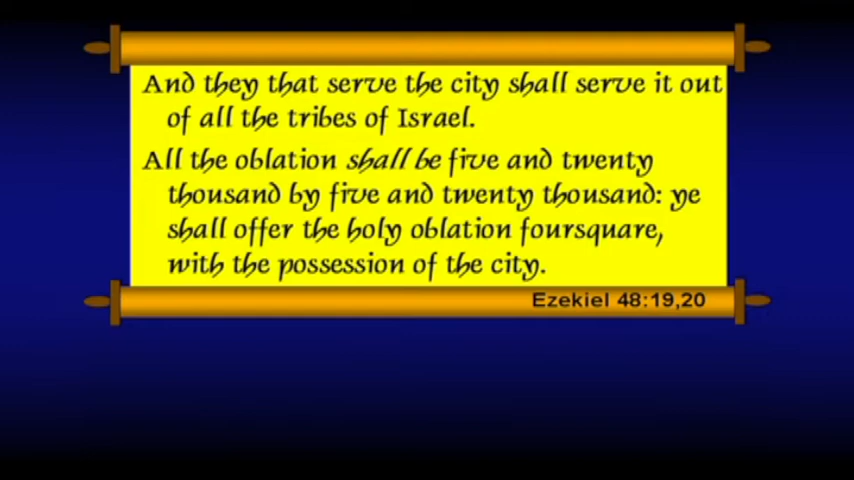 And they that serve the city shall serve it out
of all the tribes of Israel.
All the oblation shall be five and twenty
thousand by five and twenty thousand: ye
shall offer the holy oblation foursquare,
with the possession of the city.
Ezekiel 48:19,20